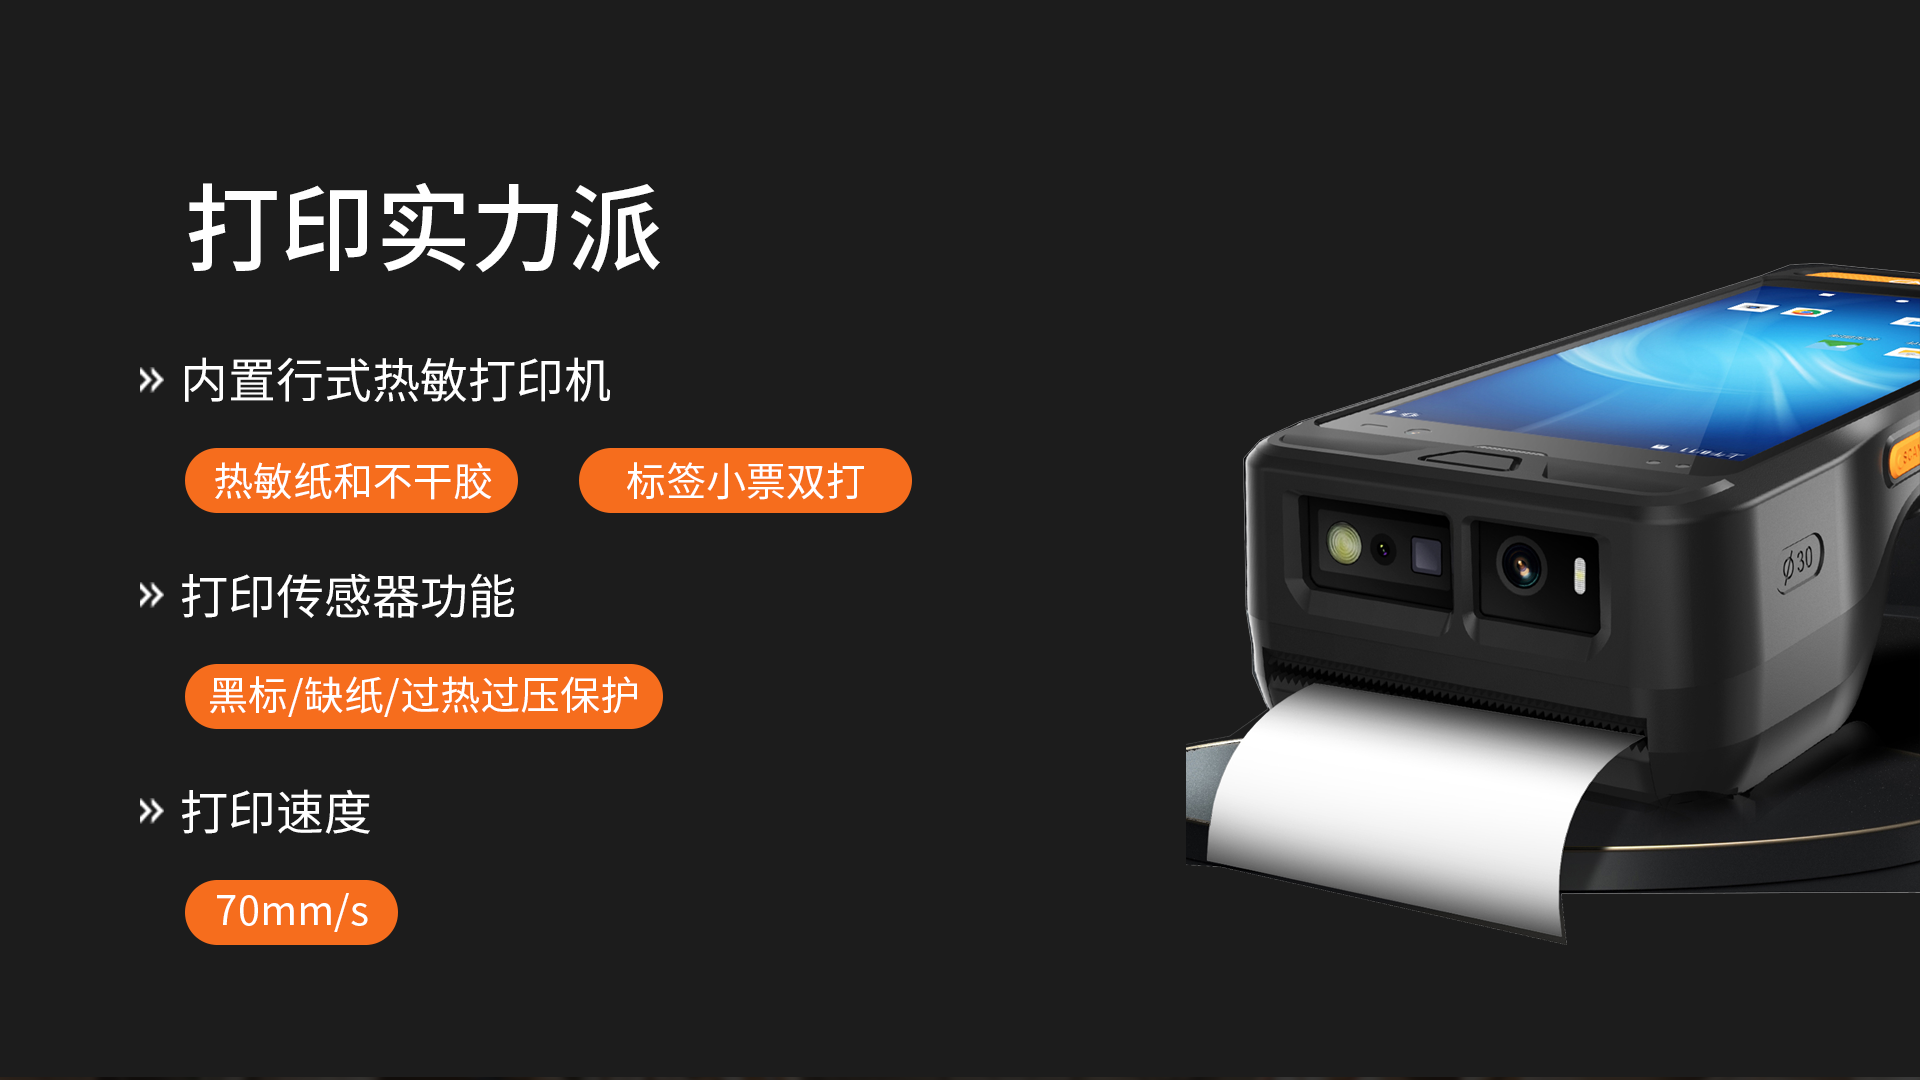 打印实力派
内置行式热敏打印机
热敏纸和不干胶
标签小票双打
打印传感器功能
黑标/缺纸/过热过压保护
打印速度
70mm/s
ϕ30